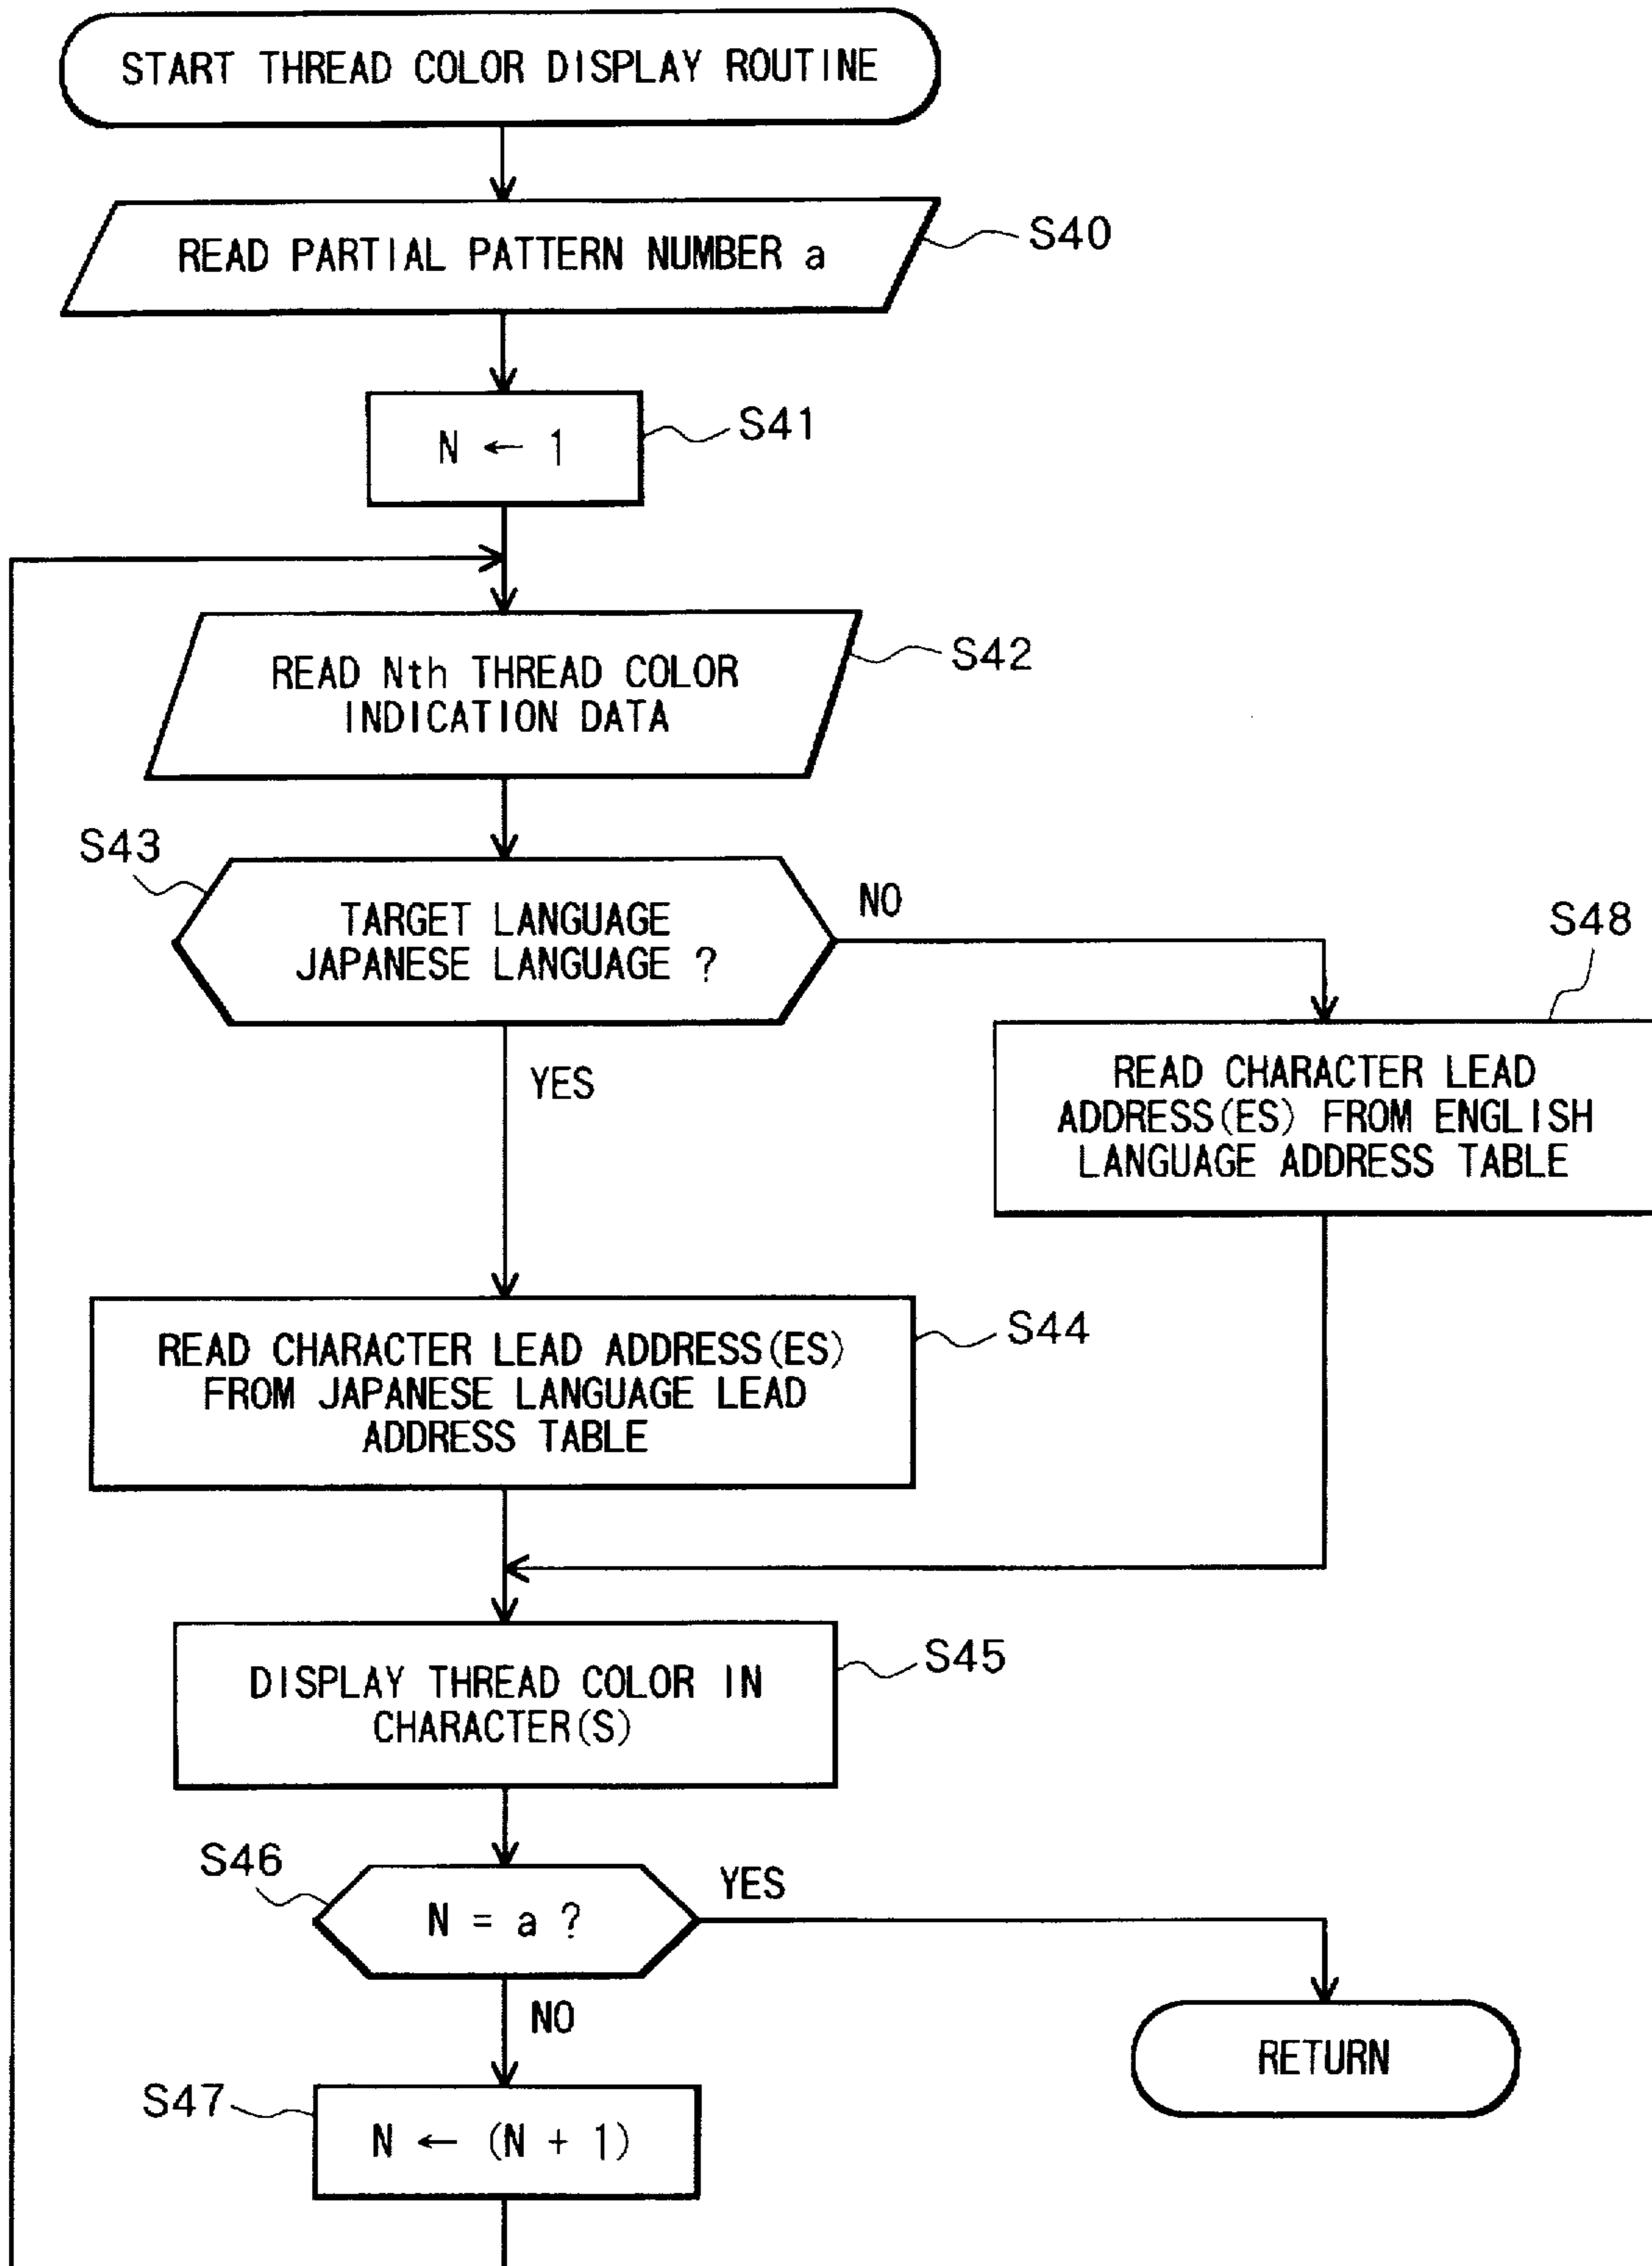 START THREAD COLOR DISPLAY ROUTINE
READ PARTIAL PATTERN NUMBER a
S40
N ← 1
S41
READ Nth THREAD COLOR
INDICATION DATA
S42
S43
TARGET LANGUAGE
JAPANESE LANGUAGE ?
NO
YES
S48
READ CHARACTER LEAD
ADDRESS(ES) FROM ENGLISH
LANGUAGE ADDRESS TABLE
READ CHARACTER LEAD ADDRESS(ES)
FROM JAPANESE LANGUAGE LEAD
ADDRESS TABLE
S44
DISPLAY THREAD COLOR IN
CHARACTER(S)
S45
S46
N = a ?
YES
NO
RETURN
S47
N ← (N + 1)